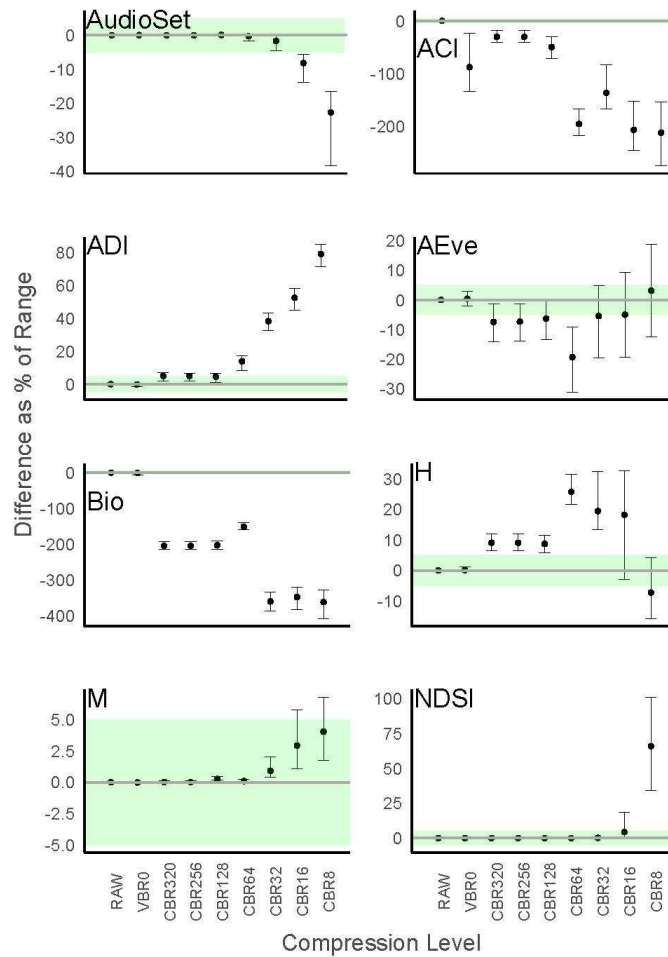 AudioSet
0
-10
-20
-30
-40
ACI
0
-100
-200
ADI
80
60
40
20
0
AEve
20
10
0
-10
-20
-30
Bio
0
-100
-200
-300
-400
H
30
20
10
0
-10
M
5.0
2.5
0.0
-2.5
-5.0
NDSI
100
75
50
25
0
Difference as % of Range
RAW
VBR0
CBR320
CBR256
CBR128
CBR64
CBR32
CBR16
CBR8
RAW
VBR0
CBR320
CBR256
CBR128
CBR64
CBR32
CBR16
CBR8
Compression Level